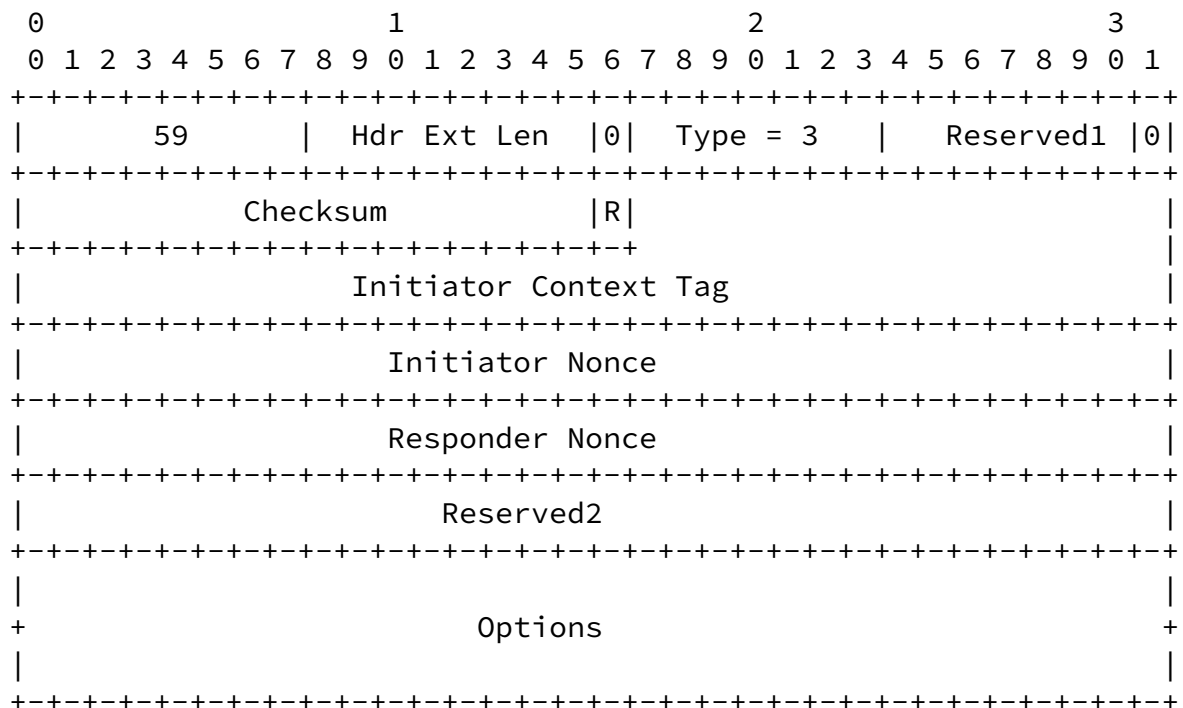 0                   1                   2                   3
 0 1 2 3 4 5 6 7 8 9 0 1 2 3 4 5 6 7 8 9 0 1 2 3 4 5 6 7 8 9 0 1
+-+-+-+-+-+-+-+-+-+-+-+-+-+-+-+-+-+-+-+-+-+-+-+-+-+-+-+-+-+-+-+-+
|       59      |  Hdr Ext Len  |0|  Type = 3   |   Reserved1 |0|
+-+-+-+-+-+-+-+-+-+-+-+-+-+-+-+-+-+-+-+-+-+-+-+-+-+-+-+-+-+-+-+-+
|            Checksum           |R|                             |
+-+-+-+-+-+-+-+-+-+-+-+-+-+-+-+-+-+                             |
|                  Initiator Context Tag                        |
+-+-+-+-+-+-+-+-+-+-+-+-+-+-+-+-+-+-+-+-+-+-+-+-+-+-+-+-+-+-+-+-+
|                    Initiator Nonce                            |
+-+-+-+-+-+-+-+-+-+-+-+-+-+-+-+-+-+-+-+-+-+-+-+-+-+-+-+-+-+-+-+-+
|                    Responder Nonce                            |
+-+-+-+-+-+-+-+-+-+-+-+-+-+-+-+-+-+-+-+-+-+-+-+-+-+-+-+-+-+-+-+-+
|                       Reserved2                               |
+-+-+-+-+-+-+-+-+-+-+-+-+-+-+-+-+-+-+-+-+-+-+-+-+-+-+-+-+-+-+-+-+
|                                                               |
+                         Options                               +
|                                                               |
+-+-+-+-+-+-+-+-+-+-+-+-+-+-+-+-+-+-+-+-+-+-+-+-+-+-+-+-+-+-+-+-+